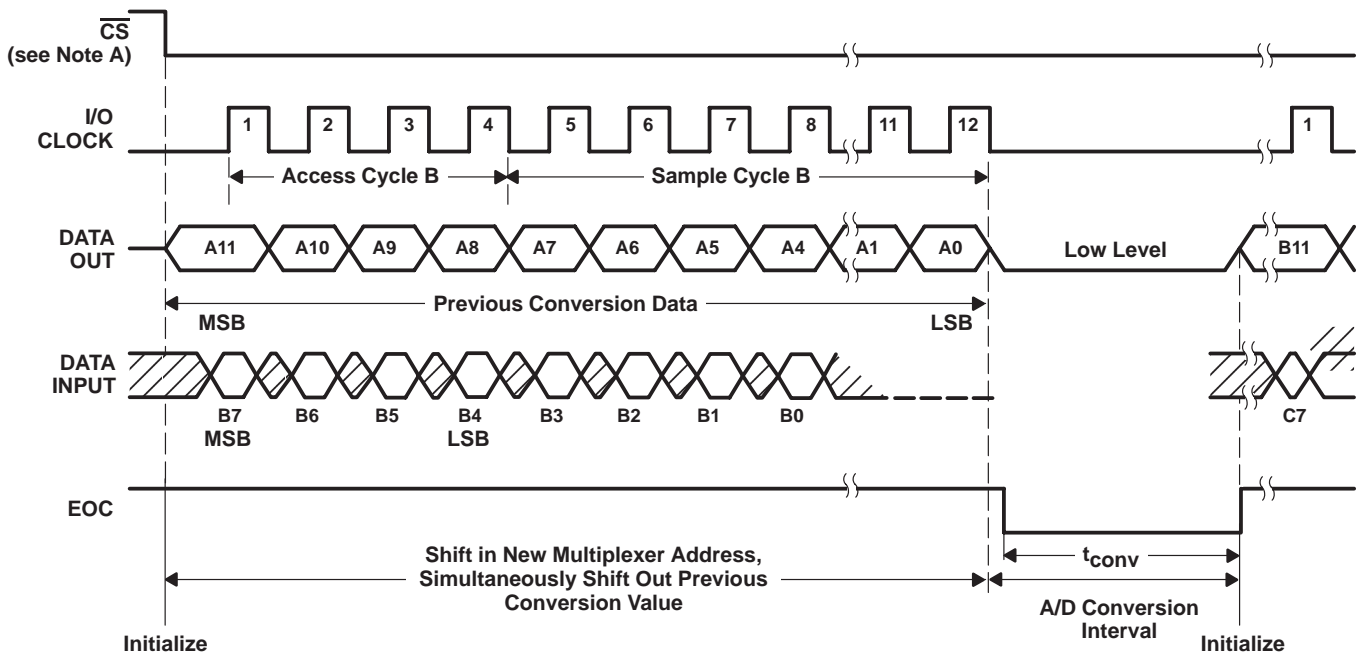 CS
(see Note A)
I/O
CLOCK
1 2 3 4 5 6 7 8 11 12 1
Access Cycle B Sample Cycle B
DATA
OUT
A11 A10 A9 A8 A7 A6 A5 A4 A1 A0 Low Level B11
Previous Conversion Data
MSB LSB
DATA
INPUT
B7 B6 B5 B4 B3 B2 B1 B0 C7
MSB LSB
EOC
Shift in New Multiplexer Address,
Simultaneously Shift Out Previous
Conversion Value
tconv
A/D Conversion
Interval
Initialize Initialize